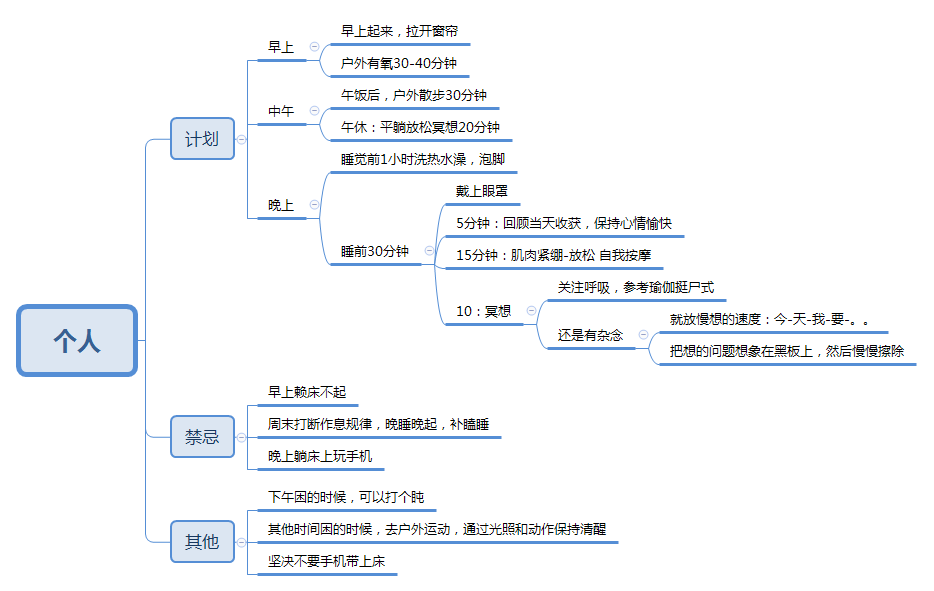 个人
计划
早上
早上起来，拉开窗帘
户外有氧30-40分钟
中午
午饭后，户外散步30分钟
午休：平躺放松冥想20分钟
晚上
睡觉前1小时洗热水澡，泡脚
睡前30分钟
戴上眼罩
5分钟：回顾当天收获，保持心情愉快
15分钟：肌肉紧绷-放松 自我按摩
10：冥想
关注呼吸，参考瑜伽挺尸式
还是有杂念
就放慢想的速度：今-天-我-要-。。
把想的问题想象在黑板上，然后慢慢擦除
禁忌
早上赖床不起
周末打断作息规律，晚睡晚起，补瞌睡
晚上躺床上玩手机
其他
下午困的时候，可以打个盹
其他时间困的时候，去户外运动，通过光照和动作保持清醒
坚决不要手机带上床